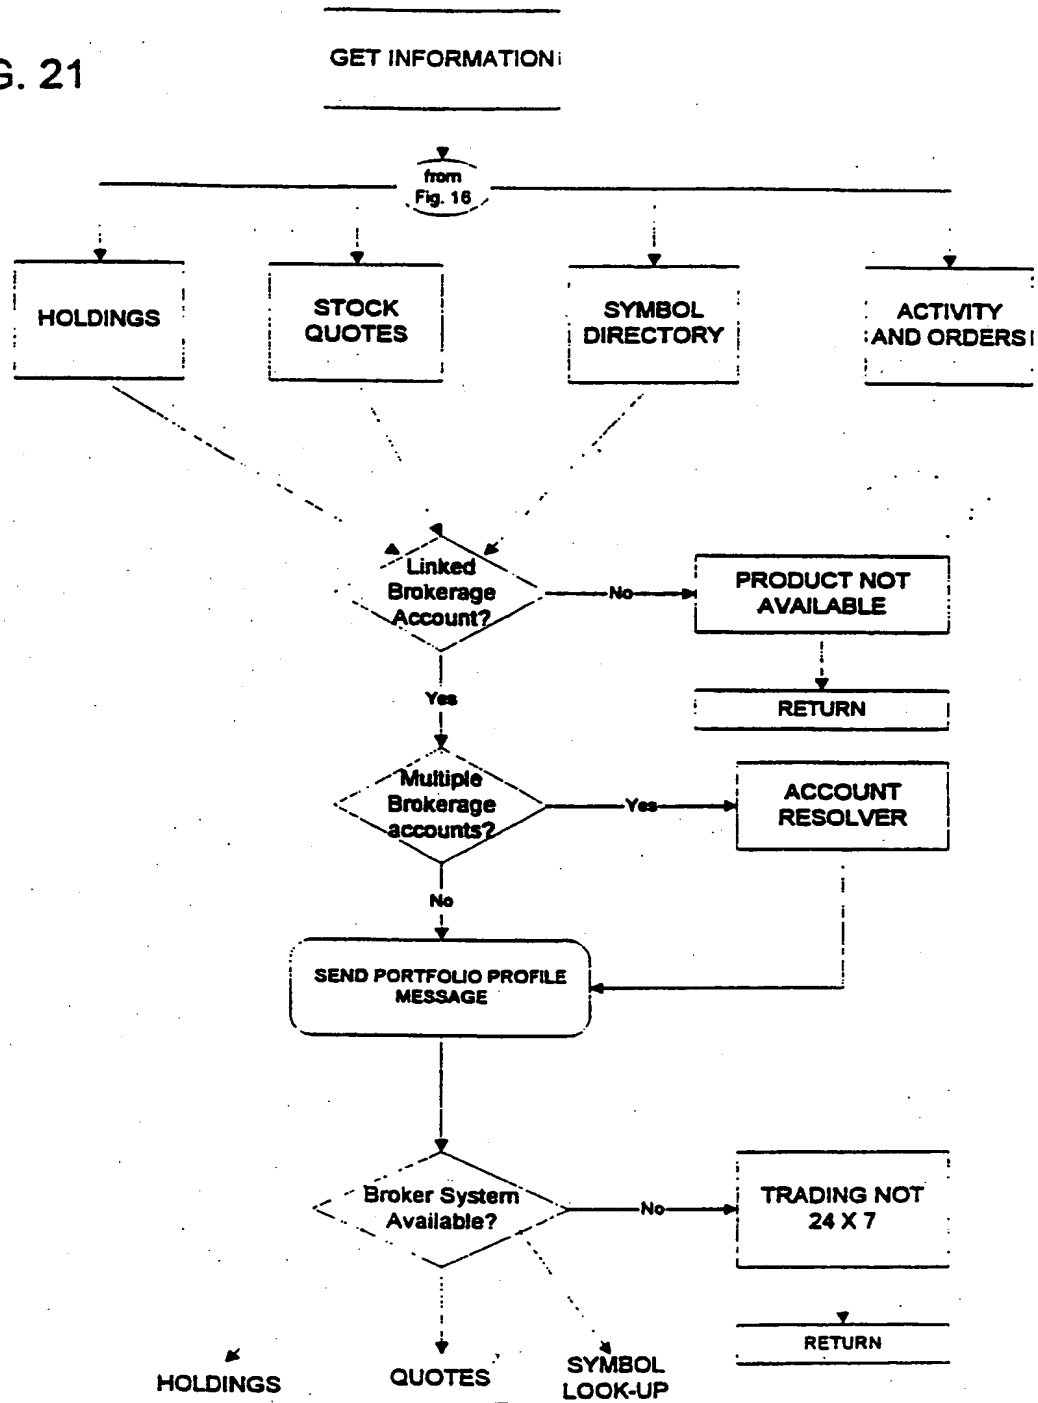 G. 21
GET INFORMATION
from
Fig. 16
HOLDINGS
STOCK
QUOTES
SYMBOL
DIRECTORY
ACTIVITY
AND ORDERS
Linked
Brokerage
Account?
No
PRODUCT NOT
AVAILABLE
Yes
RETURN
Multiple
Brokerage
accounts?
Yes
ACCOUNT
RESOLVER
No
SEND PORTFOLIO PROFILE
MESSAGE
Broker System
Available?
No
TRADING NOT
24 X 7
RETURN
HOLDINGS
QUOTES
SYMBOL
LOOK-UP